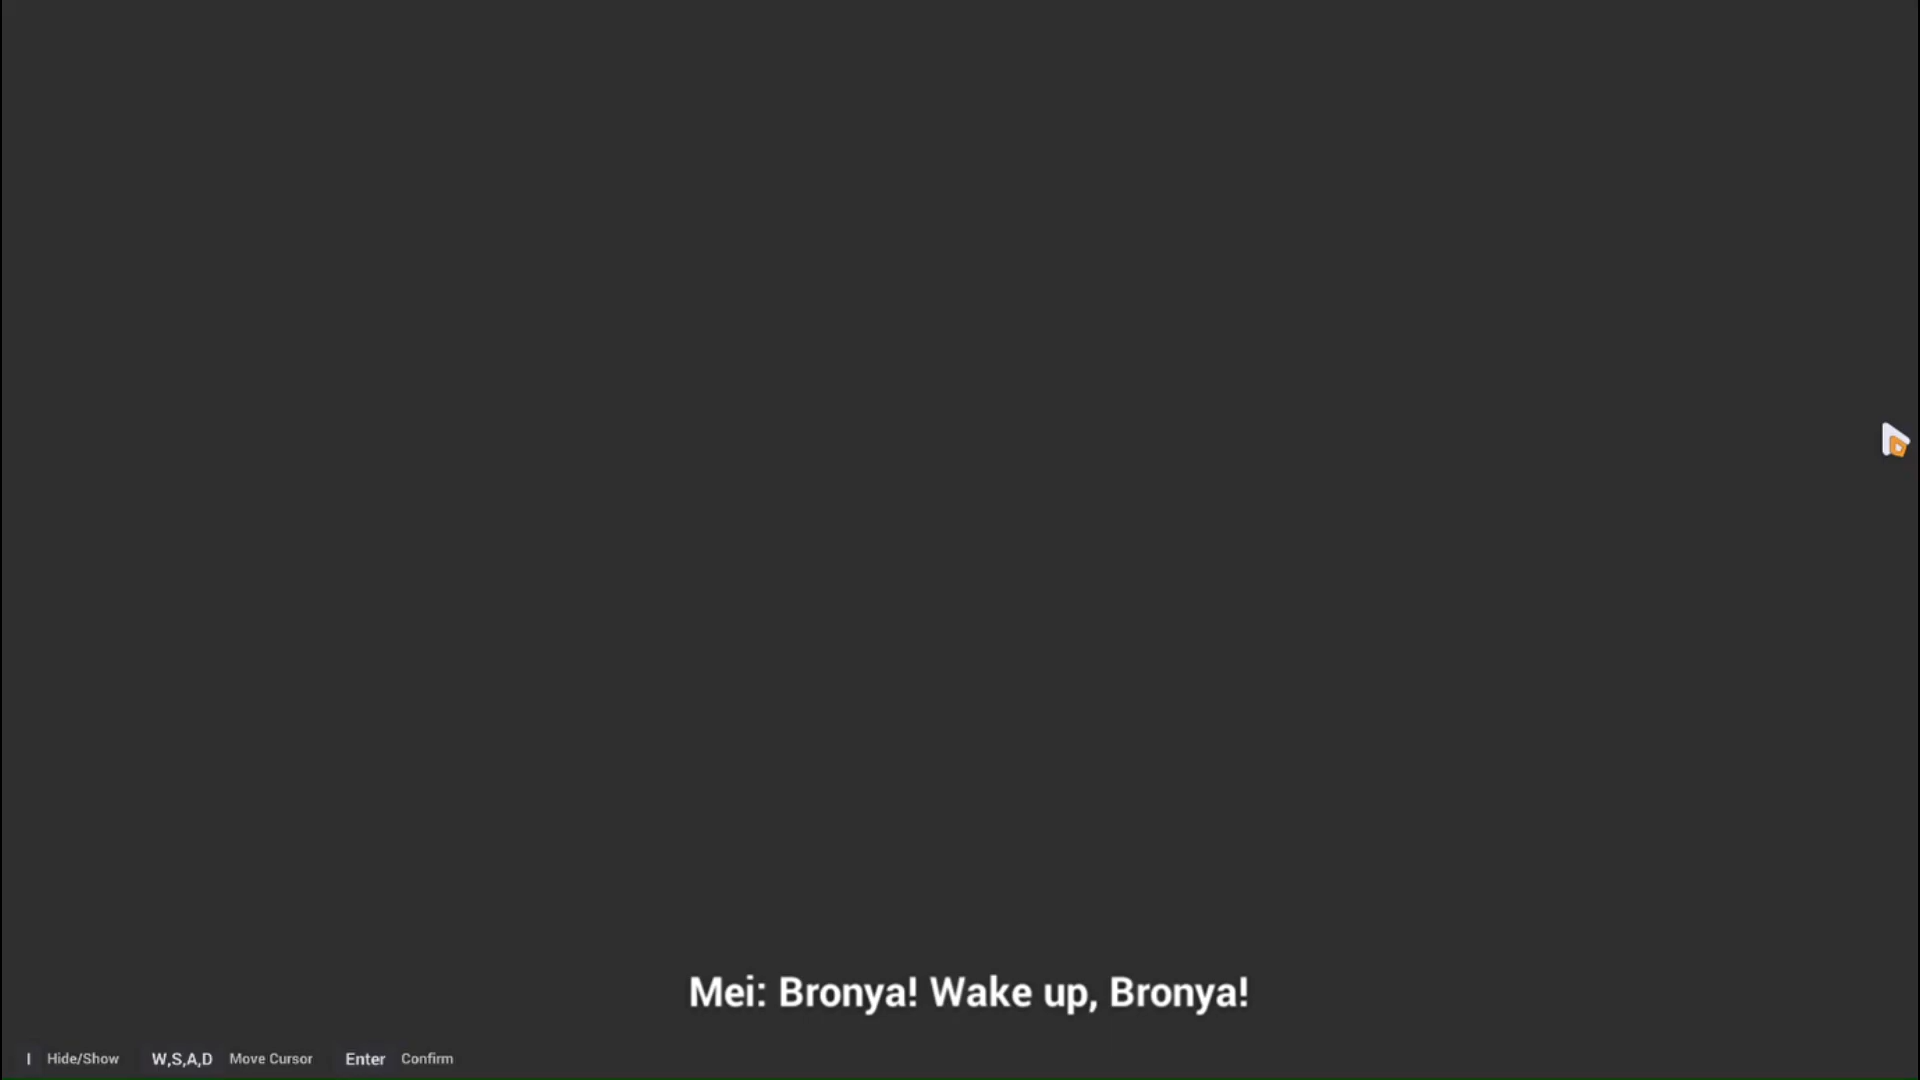 Mei: Bronya! Wake up, Bronya!
I Hide/Show W,S,A,D Move Cursor Enter Confirm